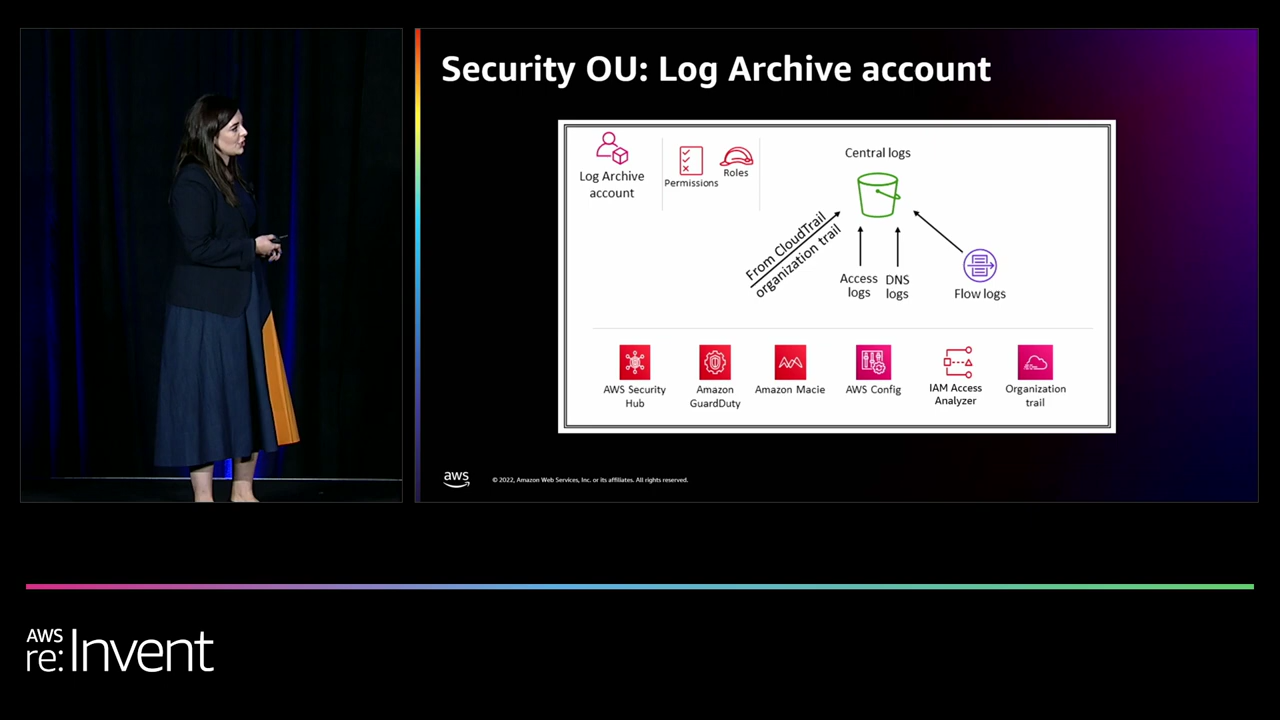 Security OU: Log Archive account
Log Archive
account
Permissions
Roles
Central logs
From CloudTrail
organization trail
Access
logs
DNS
logs
Flow logs
AWS Security
Hub
Amazon
GuardDuty
Amazon Macie
AWS Config
IAM Access
Analyzer
Organization
trail
aws
© 2022, Amazon Web Services, Inc. or its affiliates. All rights reserved.
AWS
re:Invent